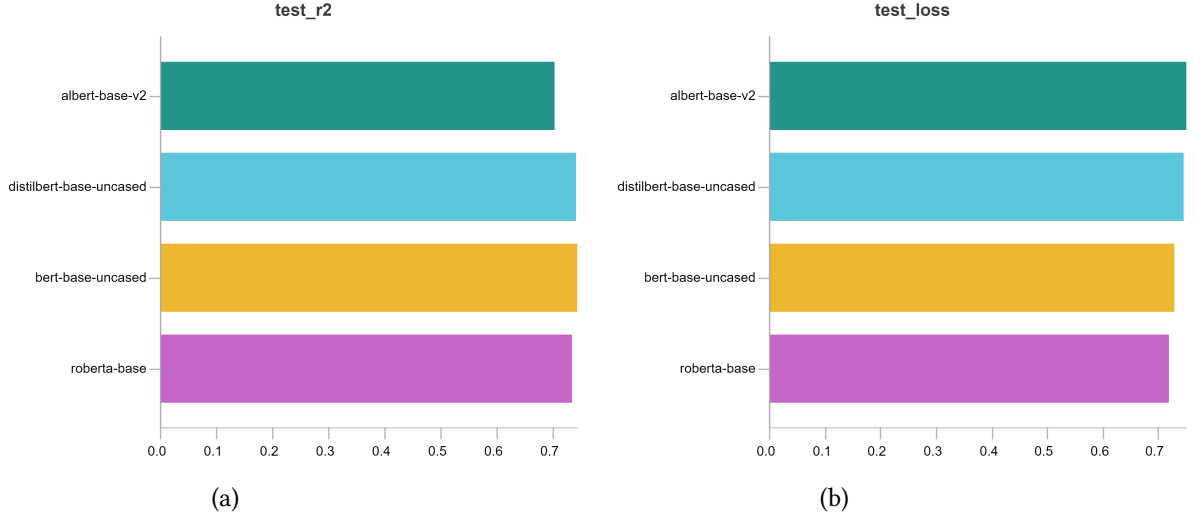 test_r2
albert-base-v2
distilbert-base-uncased
bert-base-uncased
roberta-base
0.0 0.1 0.2 0.3 0.4 0.5 0.6 0.7
(a)
test_loss
albert-base-v2
distilbert-base-uncased
bert-base-uncased
roberta-base
0.0 0.1 0.2 0.3 0.4 0.5 0.6 0.7
(b)